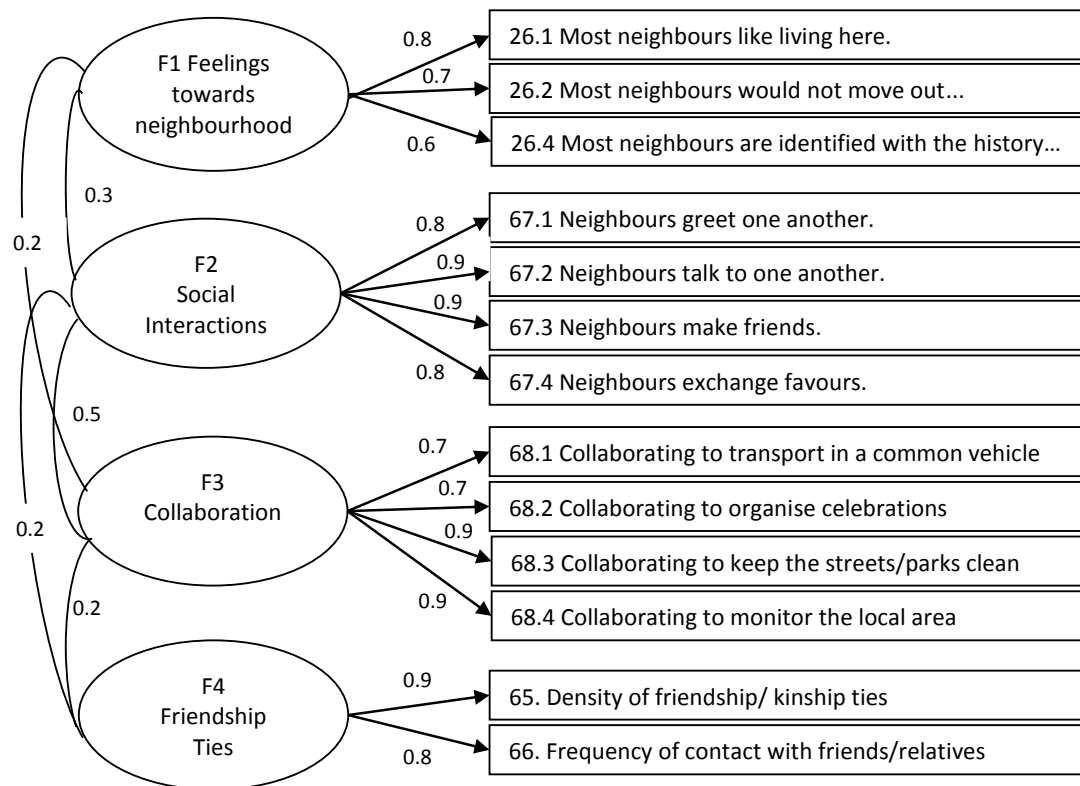 F1 Feelings
towards
neighbourhood
0.8
0.7
0.6
26.1 Most neighbours like living here.
26.2 Most neighbours would not move out...
26.4 Most neighbours are identified with the history…
0.3
0.2
F2
Social
Interactions
0.8
0.9
0.9
0.8
67.1 Neighbours greet one another.
67.2 Neighbours talk to one another.
67.3 Neighbours make friends.
67.4 Neighbours exchange favours.
0.5
F3
Collaboration
0.7
0.7
0.9
0.9
68.1 Collaborating to transport in a common vehicle
68.2 Collaborating to organise celebrations
68.3 Collaborating to keep the streets/parks clean
68.4 Collaborating to monitor the local area
0.2
0.2
F4
Friendship
Ties
0.9
0.8
65. Density of friendship/ kinship ties
66. Frequency of contact with friends/relatives